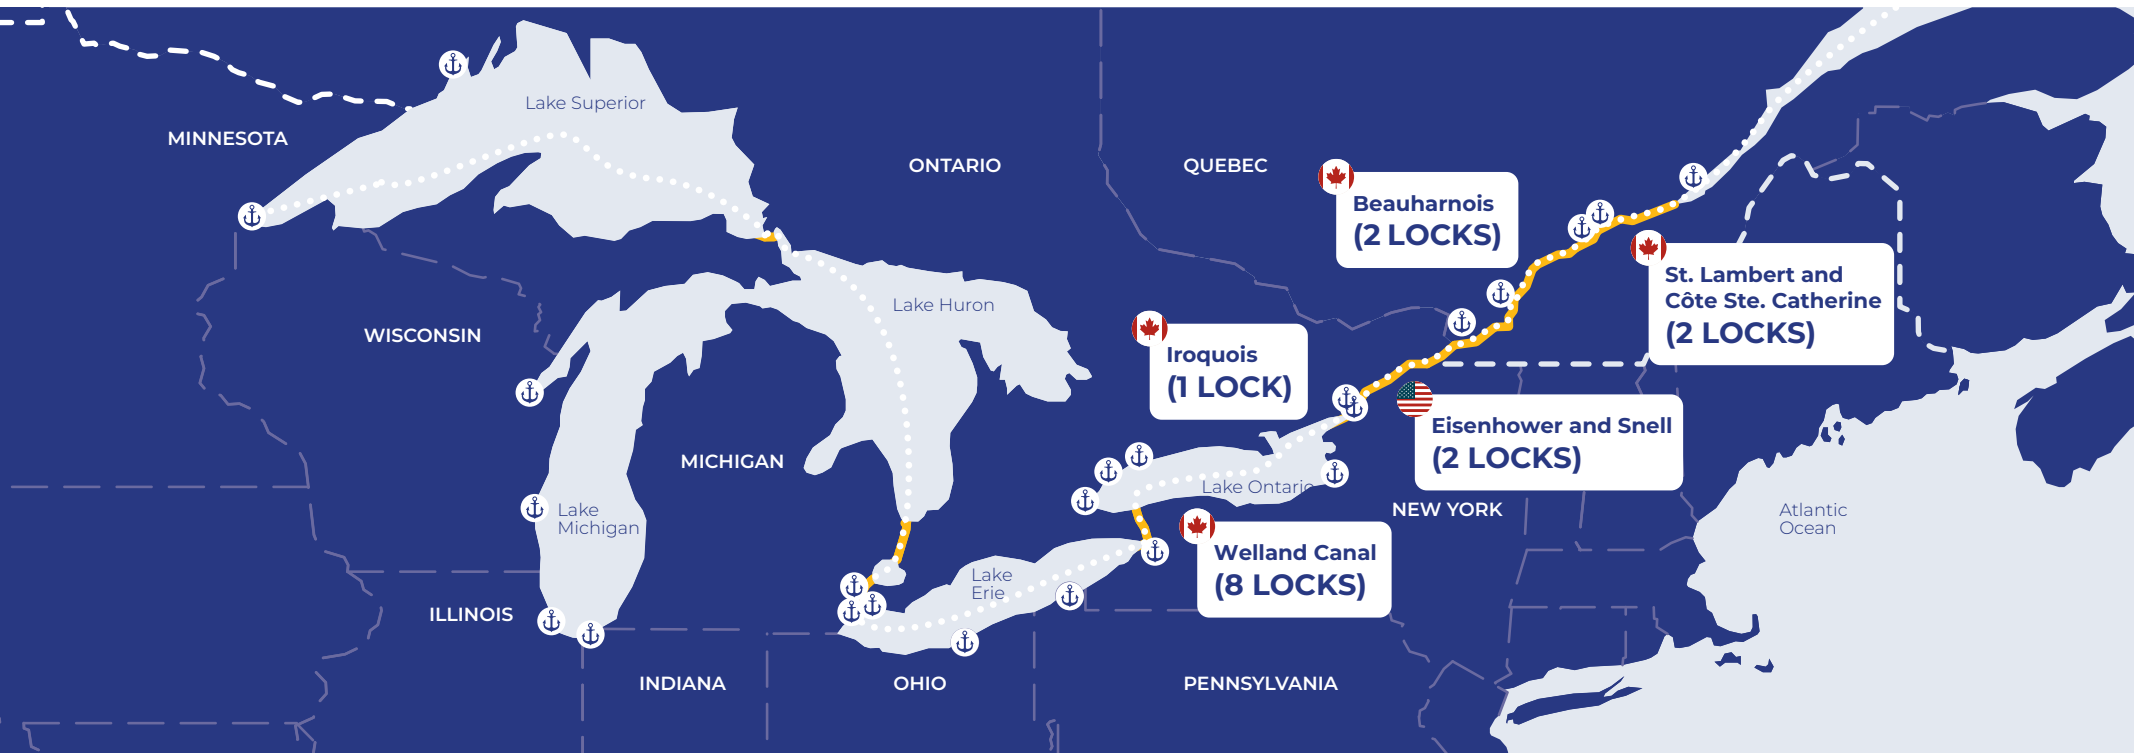 Lake Superior
MINNESOTA
ONTARIO
QUEBEC
Beauharnois
(2 LOCKS)
St. Lambert and
Côte Ste. Catherine
(2 LOCKS)
Lake Huron
WISCONSIN
Iroquois
(1 LOCK)
Eisenhower and Snell
(2 LOCKS)
MICHIGAN
Lake Ontario
NEW YORK
Lake
Michigan
Atlantic
Ocean
Welland Canal
(8 LOCKS)
Lake
Erie
ILLINOIS
INDIANA
OHIO
PENNSYLVANIA